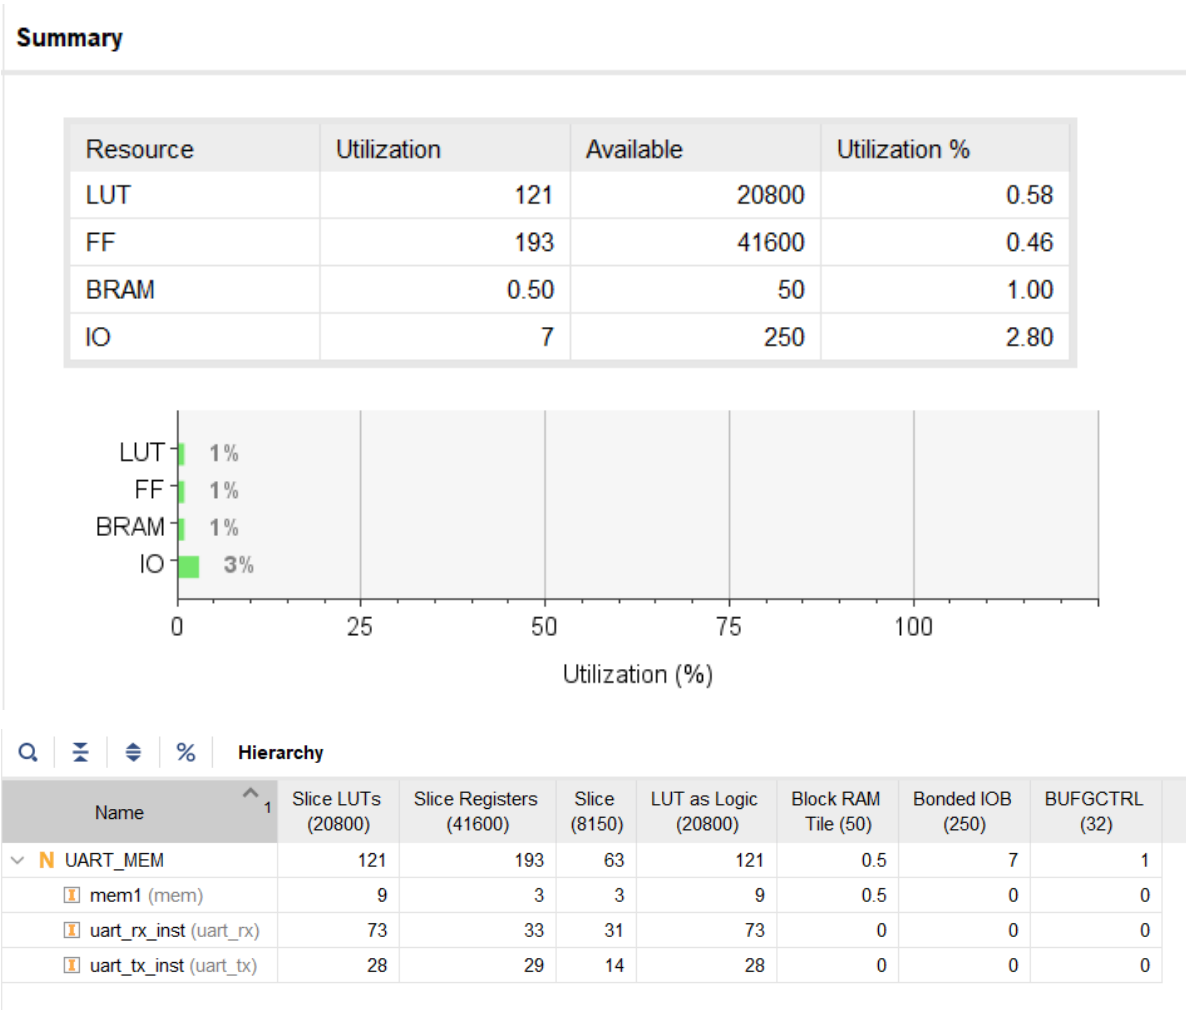 Summary
Resource Utilization Available Utilization %
LUT 121 20800 0.58
FF 193 41600 0.46
BRAM 0.50 50 1.00
IO 7 250 2.80
LUT 1%
FF 1%
BRAM 1%
IO 3%
0 25 50 75 100
Utilization (%)
% Hierarchy
Name 1 Slice LUTs (20800) Slice Registers (41600) Slice (8150) LUT as Logic (20800) Block RAM Tile (50) Bonded IOB (250) BUFGCTRL (32)
N UART_MEM 121 193 63 121 0.5 7 1
I mem1 (mem) 9 3 3 9 0.5 0 0
I uart_rx_inst (uart_rx) 73 33 31 73 0 0 0
I uart_tx_inst (uart_tx) 28 29 14 28 0 0 0